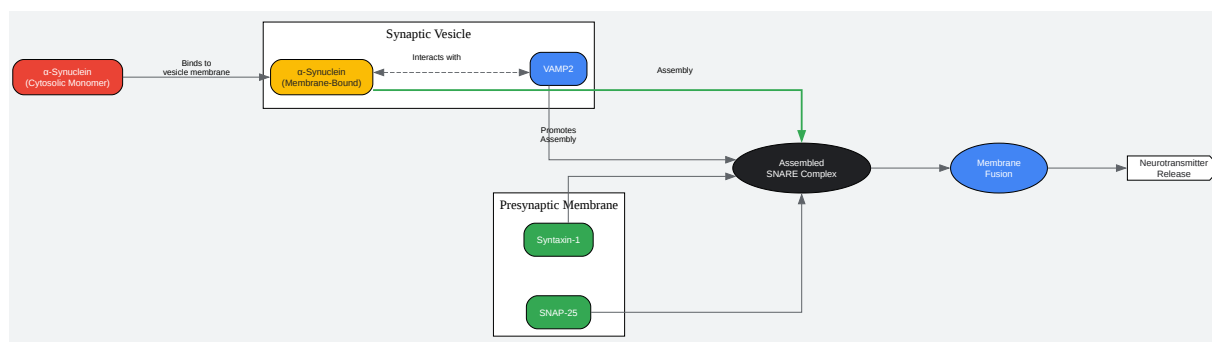 Synaptic Vesicle
α-Synuclein
(Cytosolic Monomer)
Binds to
vesicle membrane
α-Synuclein
(Membrane-Bound)
Interacts with
VAMP2
Assembly
Promotes
Assembly
Assembled
SNARE Complex
Membrane
Fusion
Neurotransmitter
Release
Presynaptic Membrane
Syntaxin-1
SNAP-25